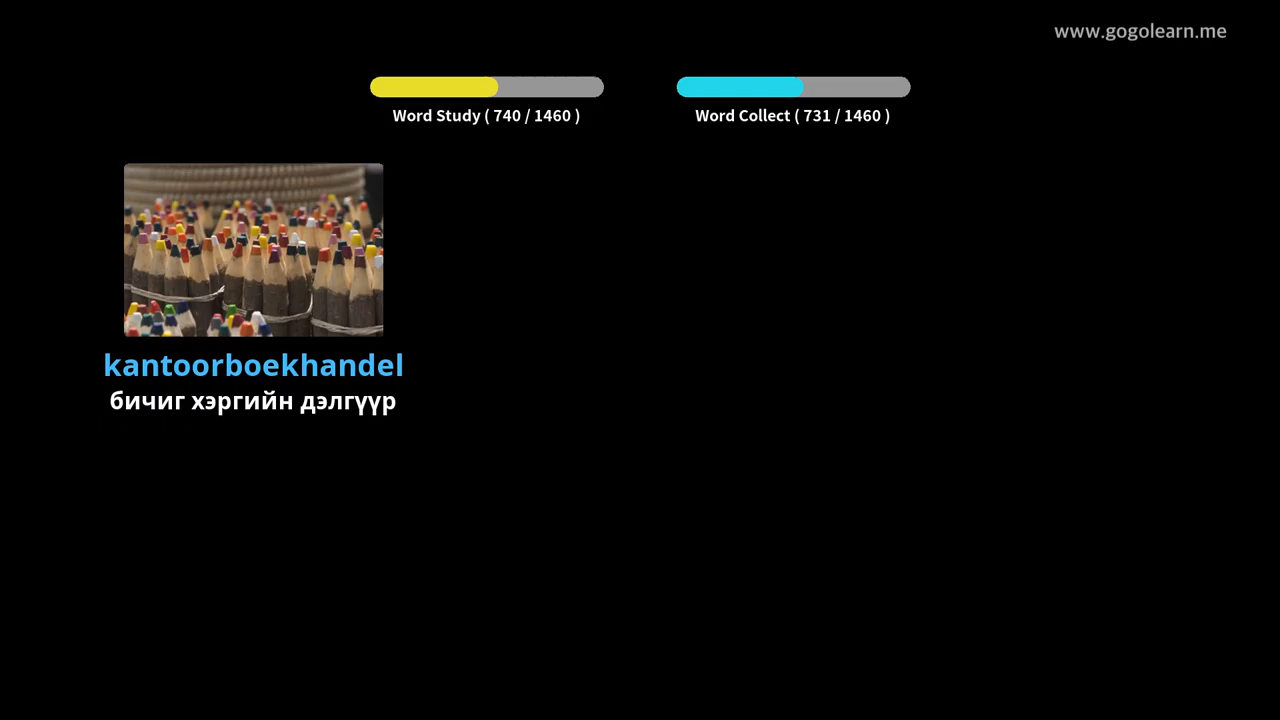 www.gogolearn.me
Word Study ( 740 / 1460 )
Word Collect ( 731 / 1460 )
kantoorboekhandel
бичиг хэргийн дэлгүүр